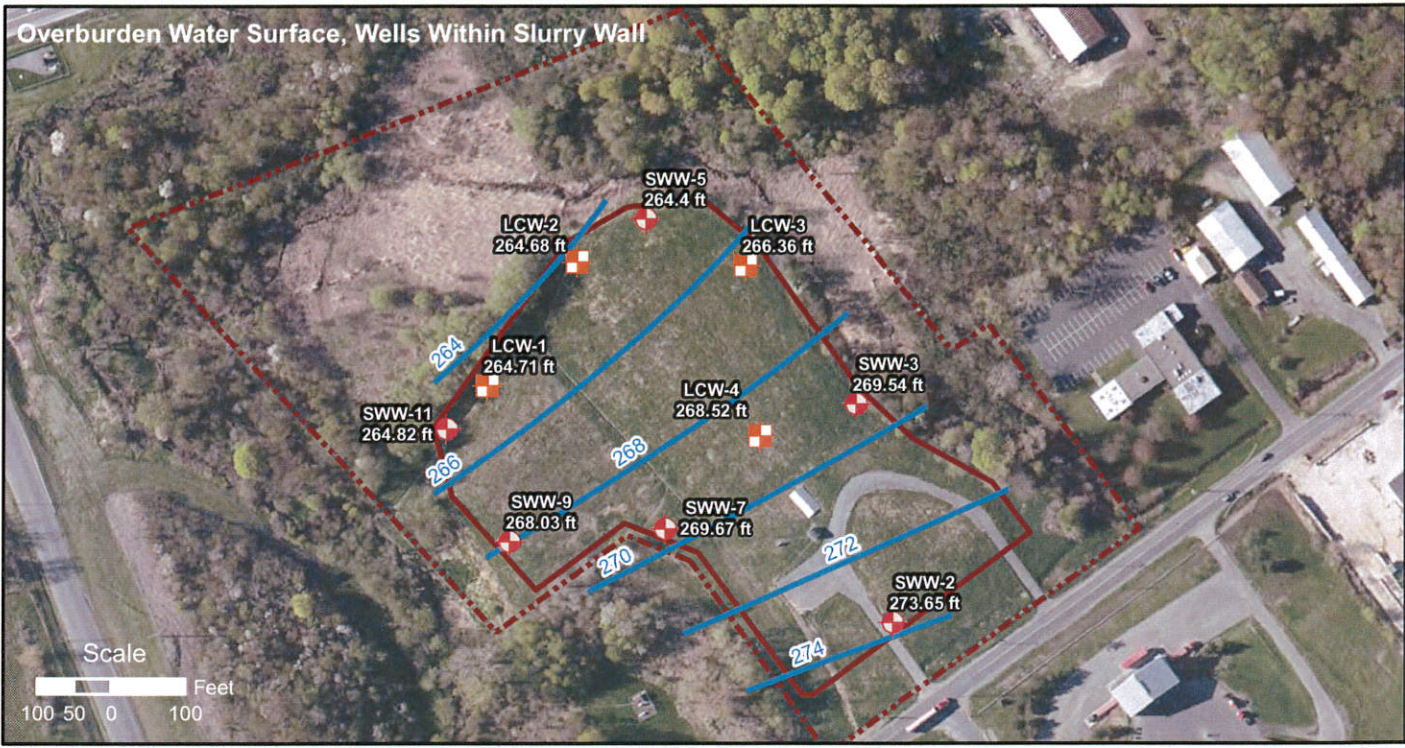 Overburden Water Surface, Wells Within Slurry Wall
SWW-5
264.4 ft
LCW-2
264.68 ft
LCW-3
266.36 ft
264
LCW-1
264.71 ft
SWW-3
269.54 ft
LCW-4
268.52 ft
SWW-11
264.82 ft
266
268
SWW-9
268.03 ft
SWW-7
269.67 ft
270
272
SWW-2
273.65 ft
274
Scale
Feet
100 50 0 100